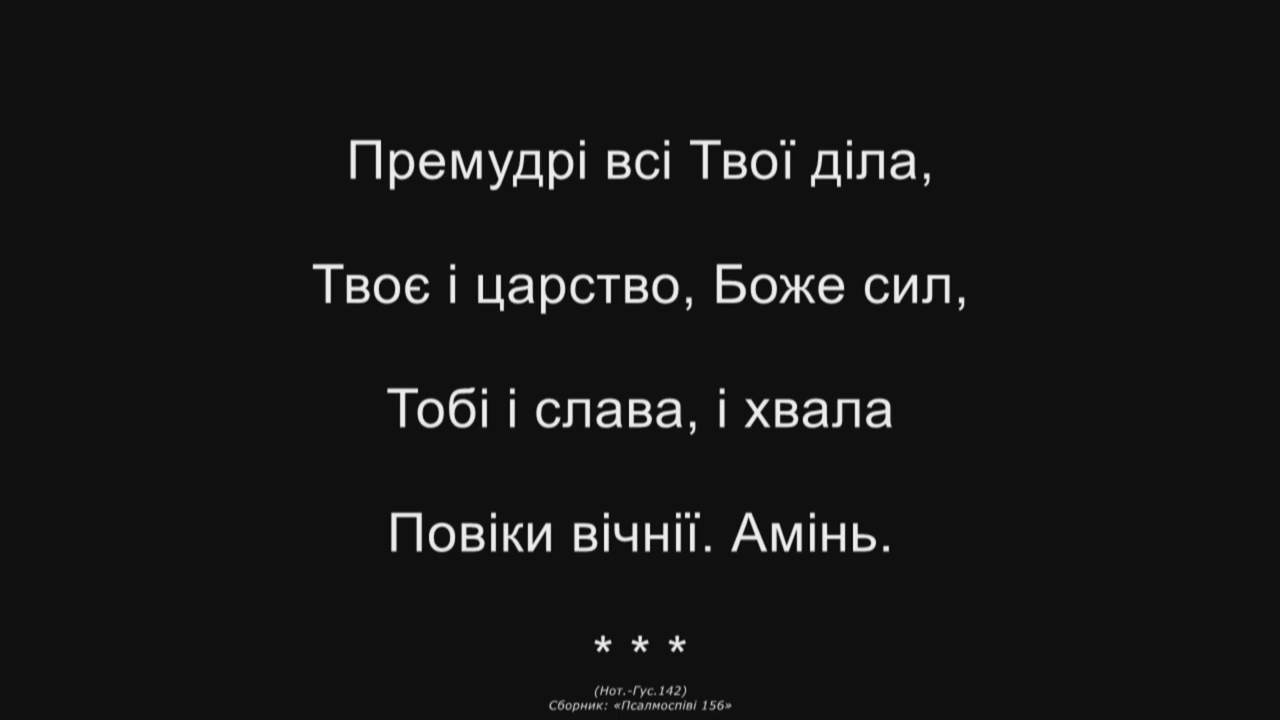 Премудрі всі Твої діла,
Твоє і царство, Боже сил,
Тобі і слава, і хвала
Повіки вічнії. Амінь.
* * *
(Нот.-Гус.142)
Сборник: «Псалмоспіві 156»